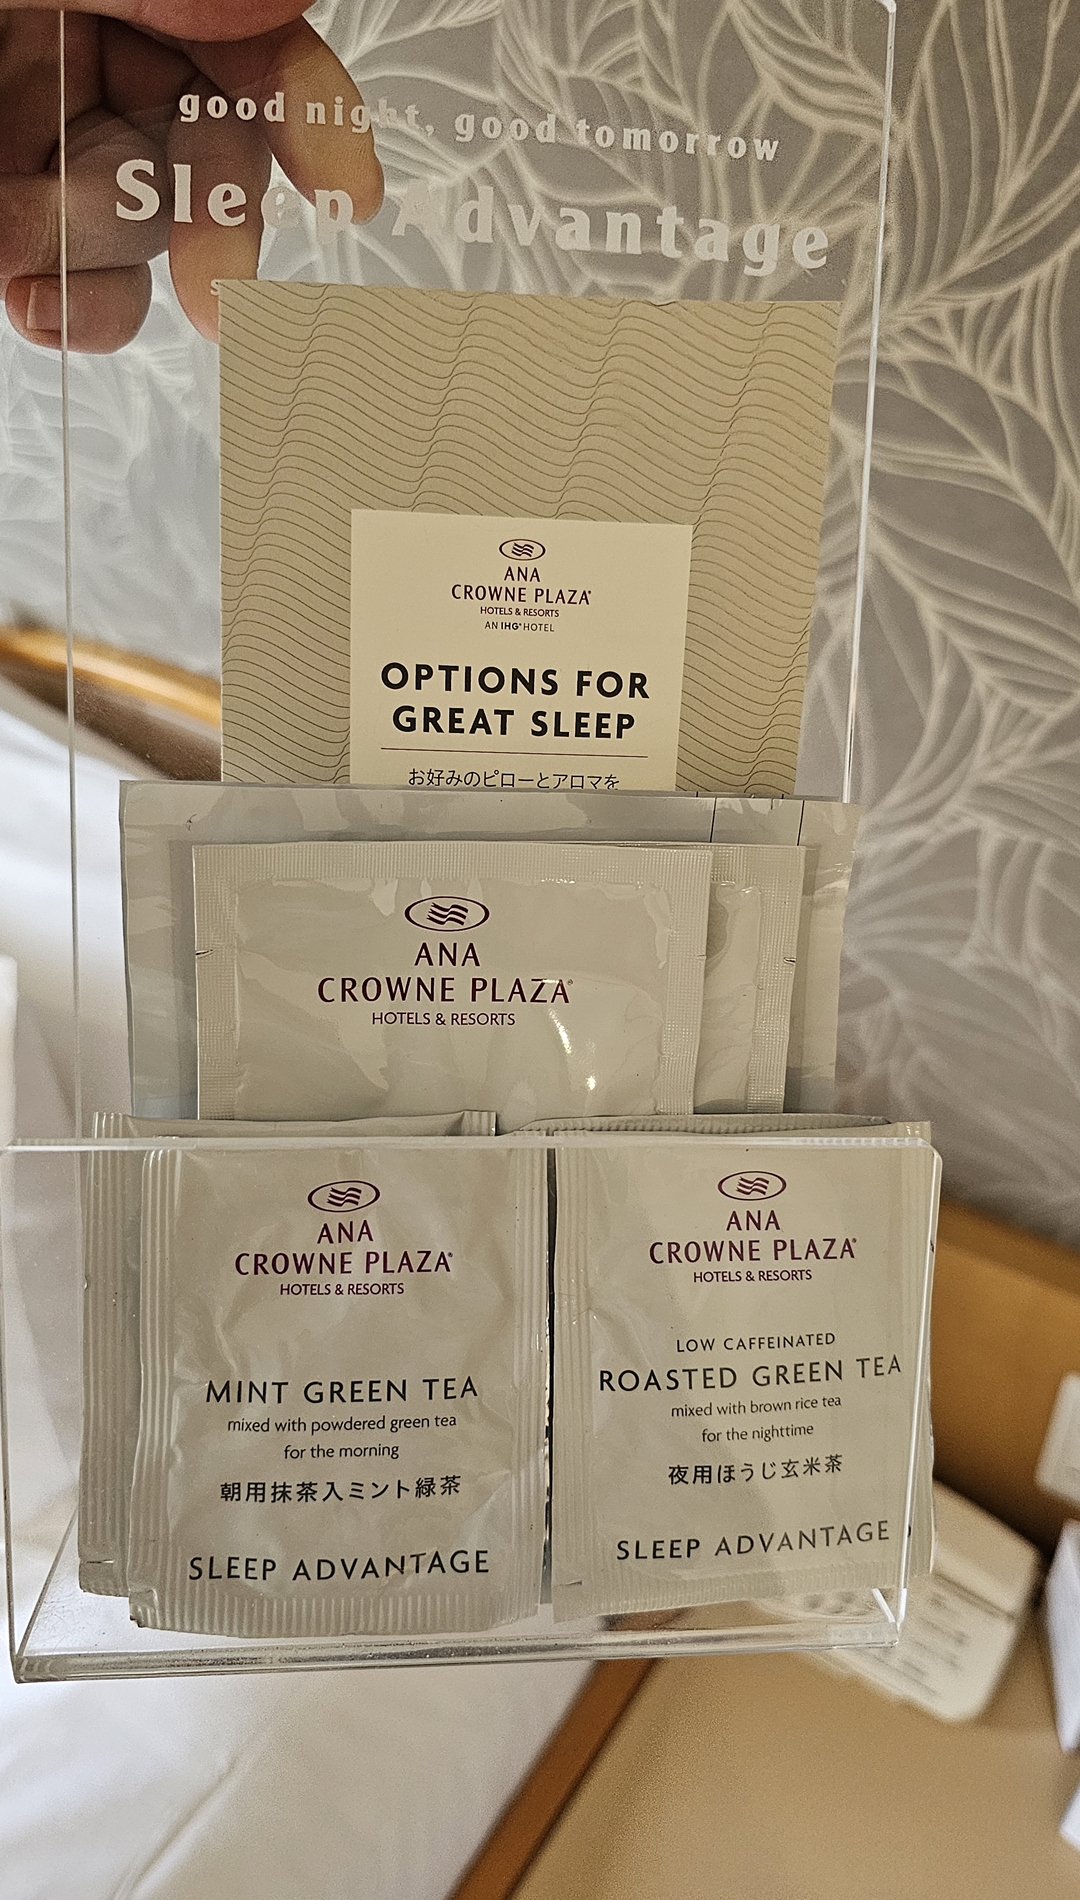 good night, good tomorrow
Sleep Advantage
ANA
CROWNE PLAZA®
HOTELS & RESORTS
AN IHG® HOTEL
OPTIONS FOR
GREAT SLEEP
お好みのピローとアロマを
ANA
CROWNE PLAZA®
HOTELS & RESORTS
ANA
CROWNE PLAZA®
HOTELS & RESORTS
MINT GREEN TEA
mixed with powdered green tea
for the morning
朝用抹茶入ミント緑茶
SLEEP ADVANTAGE
ANA
CROWNE PLAZA®
HOTELS & RESORTS
LOW CAFFEINATED
ROASTED GREEN TEA
mixed with brown rice tea
for the nighttime
夜用ほうじ玄米茶
SLEEP ADVANTAGE